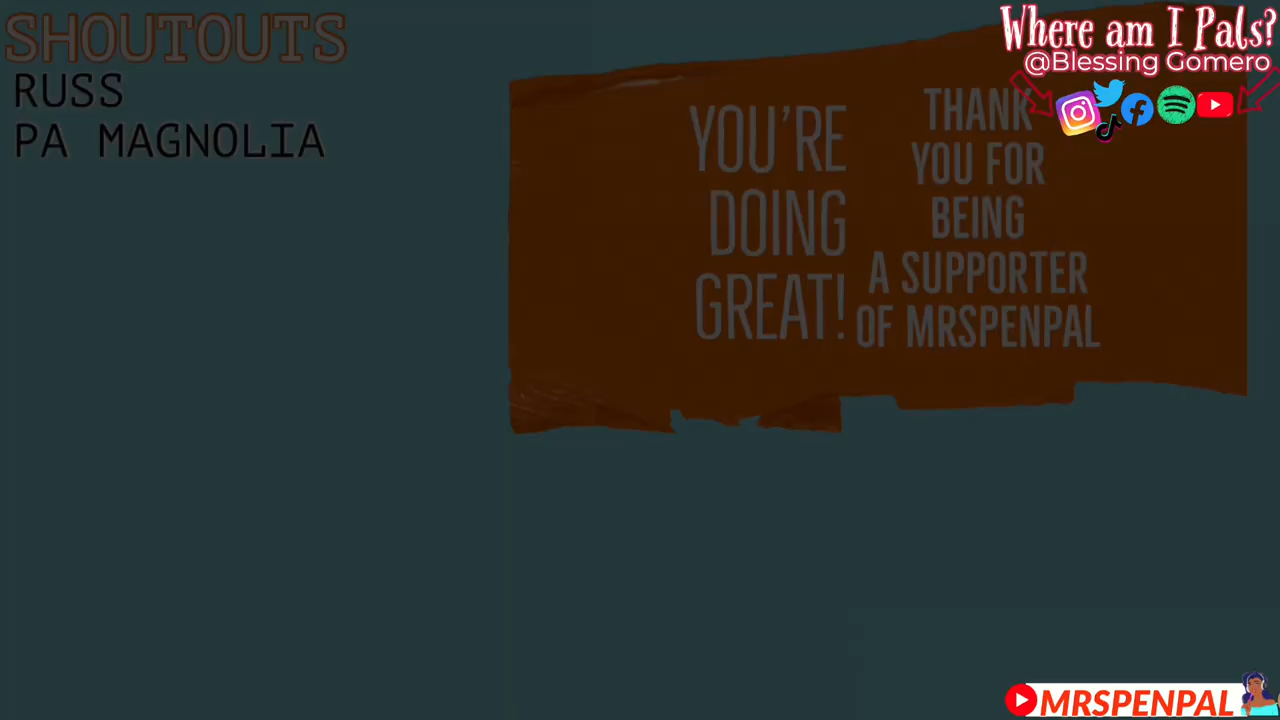 SHOUTOUTS
RUSS
PA MAGNOLIA
YOU'RE
DOING
GREAT!
THANK
YOU FOR
BEING
A SUPPORTER
OF MRSPENPAL
Where am I Pals?
@Blessing Gomero
MRSPENPAL